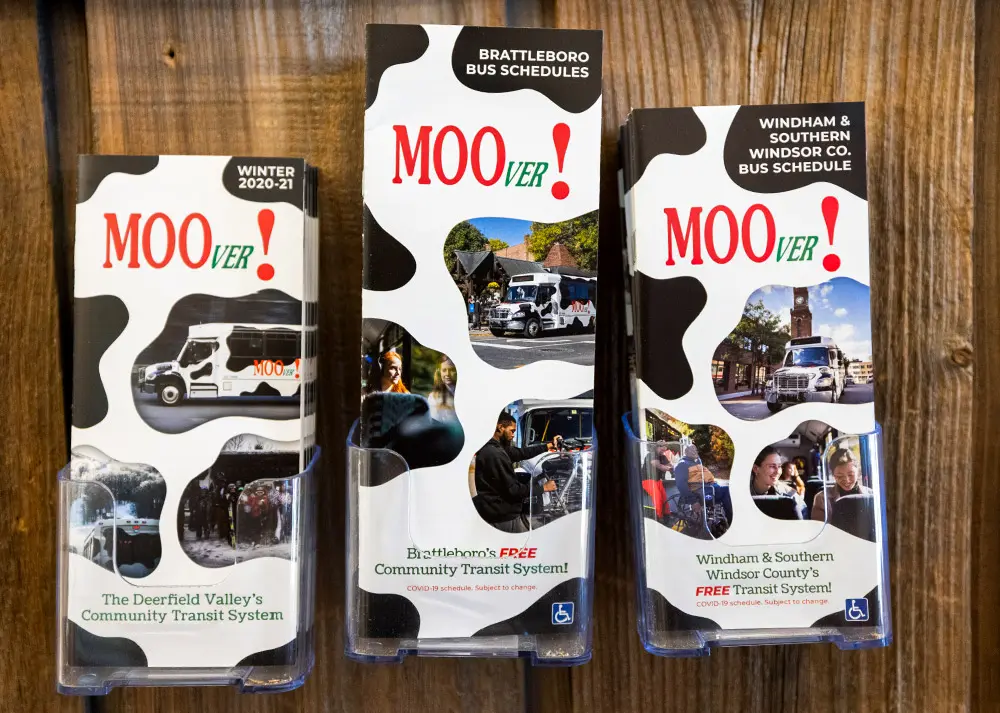 WINTER
2020-21
MOOVER!
MOOVER!
The Deerfield Valley's
Community Transit System
BRATTLEBORO
BUS SCHEDULES
MOOVER!
MOOVER!
Brattleboro's FREE
Community Transit System!
COVID-19 schedule. Subject to change.
WINDHAM &
SOUTHERN
WINDSOR CO.
BUS SCHEDULE
MOOVER!
Windham & Southern
Windsor County's
FREE Transit System!
COVID-19 schedule. Subject to change.